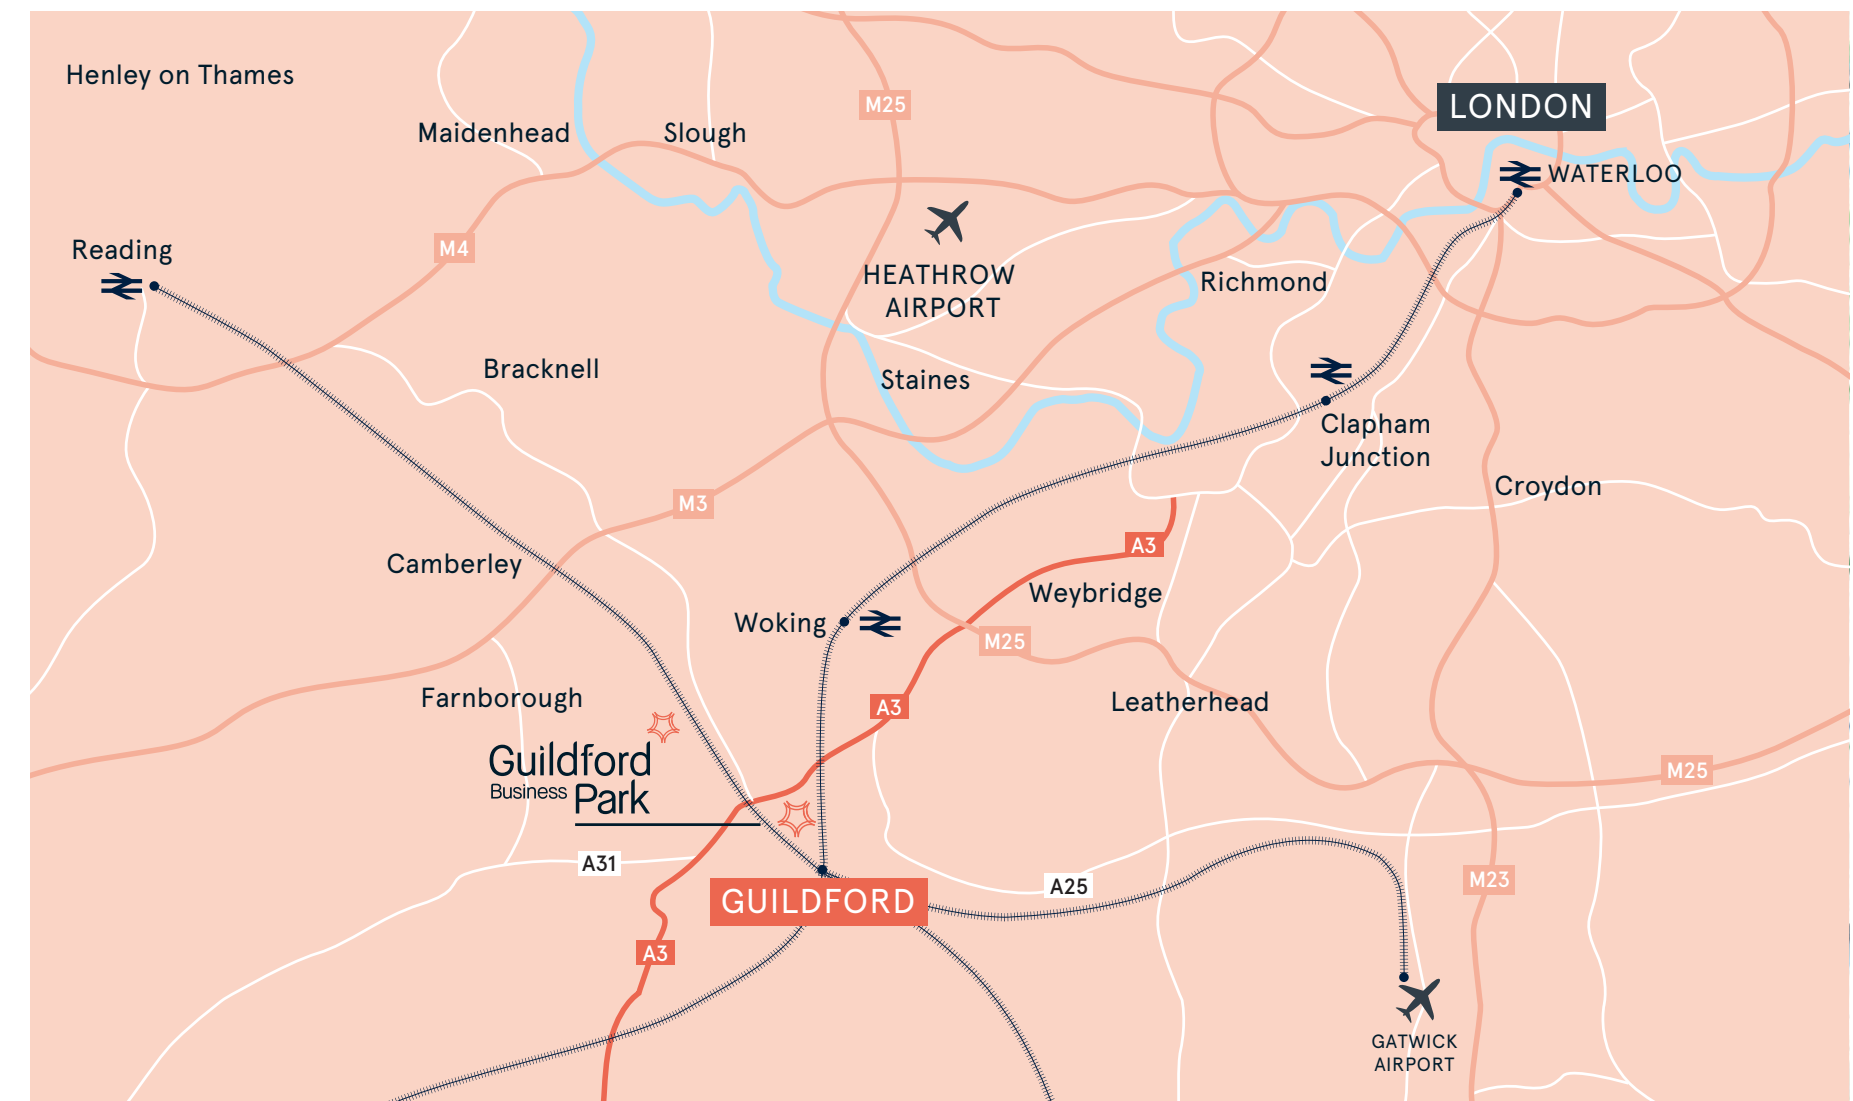 Henley on Thames
LONDON
M25
Maidenhead
Slough
WATERLOO
Reading
M4
HEATHROW
AIRPORT
Richmond
Bracknell
Staines
Clapham
Junction
M3
Croydon
A3
Camberley
Weybridge
Woking
M25
Farnborough
A3
Leatherhead
Guildford
Business Park
M25
A31
A25
M23
GUILDFORD
A3
GATWICK
AIRPORT